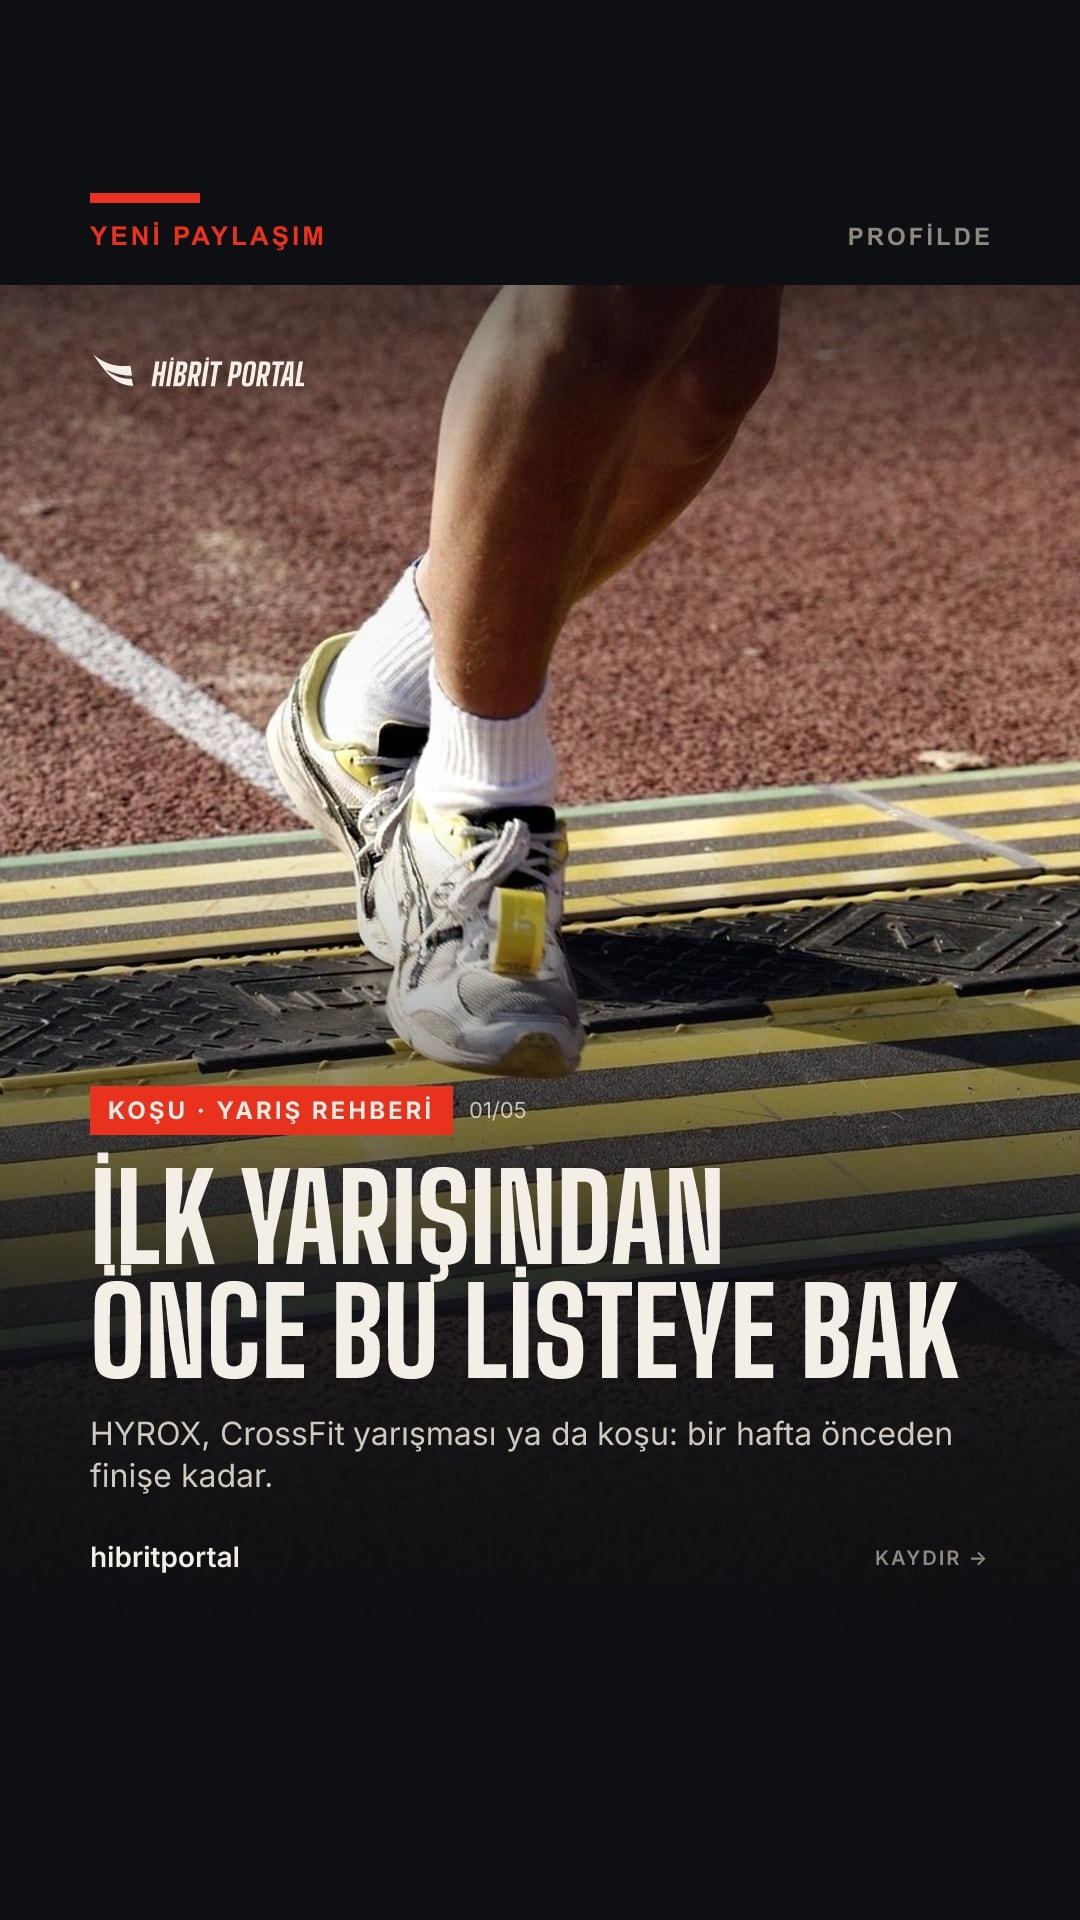 YENİ PAYLAŞIM
PROFİLDE
HİBRİT PORTAL
KOŞU · YARIŞ REHBERİ 01/05
İLK YARIŞINDAN
ÖNCE BU LİSTEYE BAK
HYROX, CrossFit yarışması ya da koşu: bir hafta önceden
finişe kadar.
hibritportal
KAYDIR →